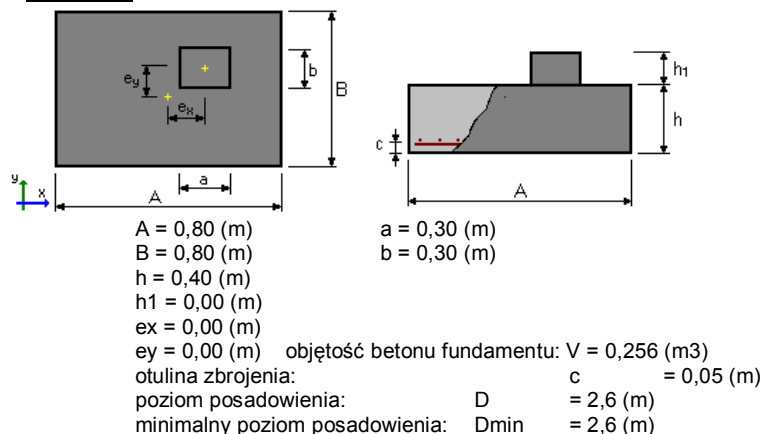 e_y
e_x
b
B
a
A
y
x
h1
h
c
A
A = 0,80 (m) a = 0,30 (m)
B = 0,80 (m) b = 0,30 (m)
h = 0,40 (m)
h1 = 0,00 (m)
ex = 0,00 (m)
ey = 0,00 (m) objętość betonu fundamentu: V = 0,256 (m3)
otulina zbrojenia: c = 0,05 (m)
poziom posadowienia: D = 2,6 (m)
minimalny poziom posadowienia: Dmin = 2,6 (m)